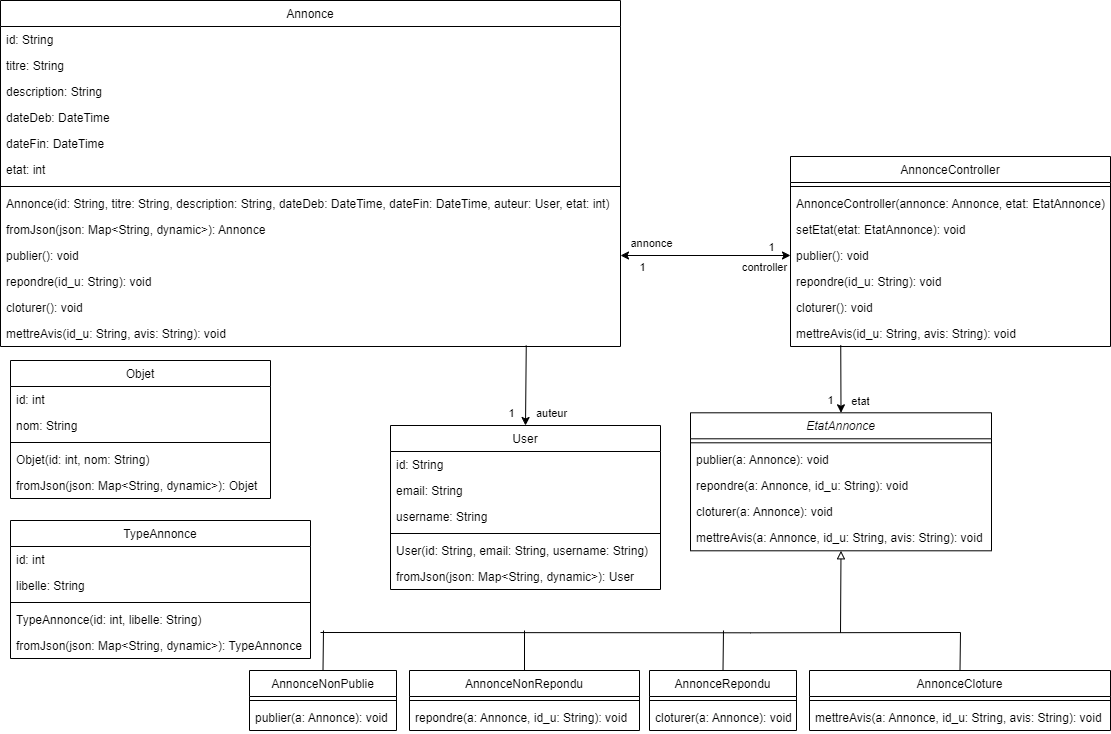 Annonce
id: String
titre: String
description: String
dateDeb: DateTime
dateFin: DateTime
etat: int
Annonce(id: String, titre: String, description: String, dateDeb: DateTime, dateFin: DateTime, auteur: User, etat: int)
fromJson(json: Map<String, dynamic>): Annonce
publier(): void
repondre(id_u: String): void
cloturer(): void
mettreAvis(id_u: String, avis: String): void
annonce
1
1
controller
AnnonceController
AnnonceController(annonce: Annonce, etat: EtatAnnonce)
setEtat(etat: EtatAnnonce): void
publier(): void
repondre(id_u: String): void
cloturer(): void
mettreAvis(id_u: String, avis: String): void
Objet
id: int
nom: String
Objet(id: int, nom: String)
fromJson(json: Map<String, dynamic>): Objet
1 auteur
User
id: String
email: String
username: String
User(id: String, email: String, username: String)
fromJson(json: Map<String, dynamic>): User
1 etat
EtatAnnonce
publier(a: Annonce): void
repondre(a: Annonce, id_u: String): void
cloturer(a: Annonce): void
mettreAvis(a: Annonce, id_u: String, avis: String): void
TypeAnnonce
id: int
libelle: String
TypeAnnonce(id: int, libelle: String)
fromJson(json: Map<String, dynamic>): TypeAnnonce
AnnonceNonPublie
publier(a: Annonce): void
AnnonceNonRepondu
repondre(a: Annonce, id_u: String): void
AnnonceRepondu
cloturer(a: Annonce): void
AnnonceCloture
mettreAvis(a: Annonce, id_u: String, avis: String): void